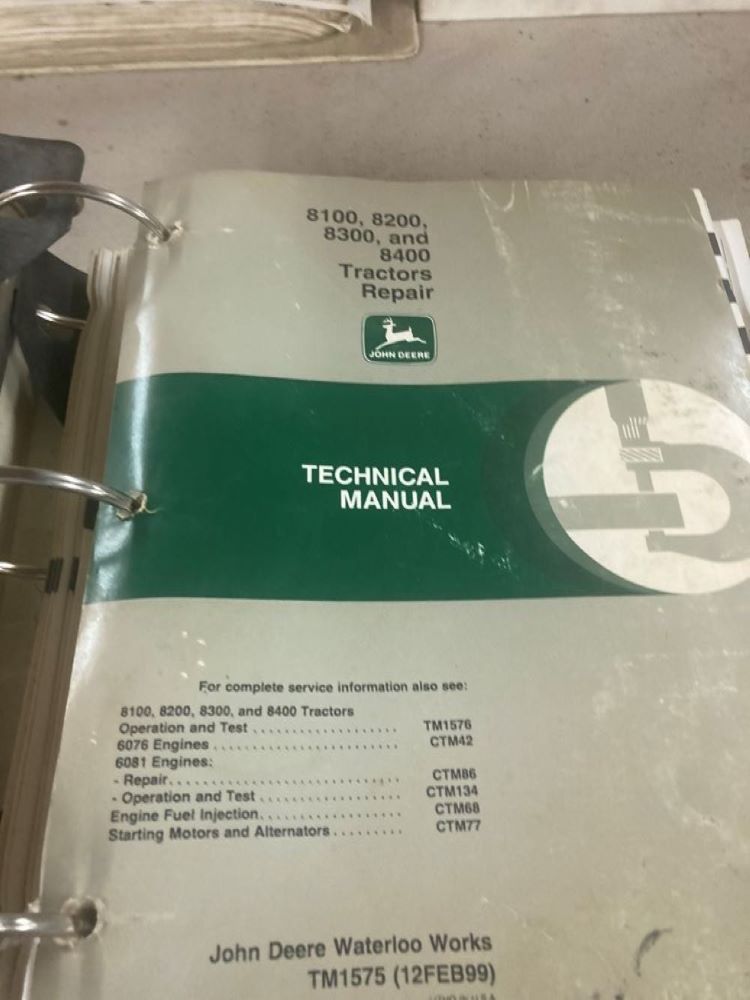 8100, 8200,
8300, and
8400
Tractors
Repair
JOHN DEERE
TECHNICAL
MANUAL
For complete service information also see:
8100, 8200, 8300, and 8400 Tractors
Operation and Test . . . . . . . . . . . . . . . . . . . TM1576
6076 Engines . . . . . . . . . . . . . . . . . . . . . . . . CTM42
6081 Engines:
- Repair. . . . . . . . . . . . . . . . . . . . . . . . . . . . . CTM86
- Operation and Test . . . . . . . . . . . . . . . . . . CTM134
Engine Fuel Injection. . . . . . . . . . . . . . . . . . . CTM68
Starting Motors and Alternators . . . . . . . . . CTM77
John Deere Waterloo Works
TM1575 (12FEB99)